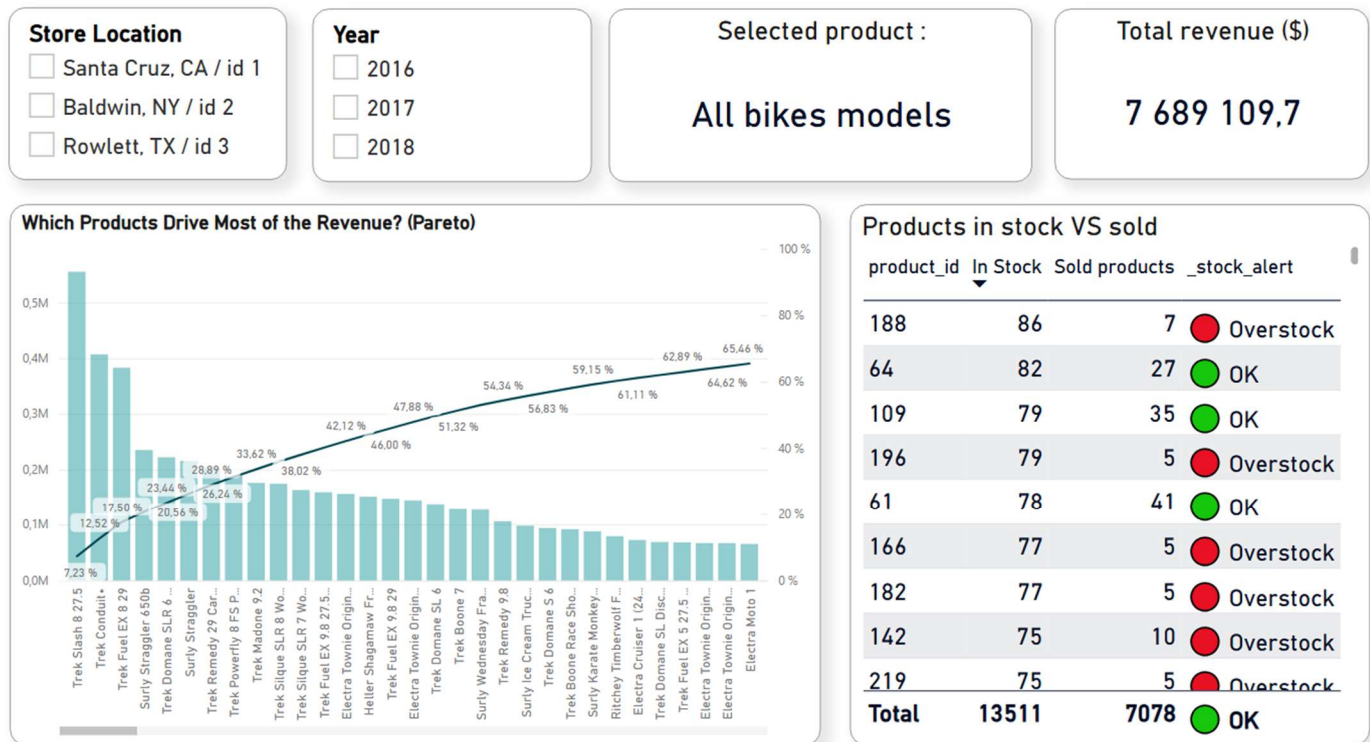 Store Location
Santa Cruz, CA / id 1
Baldwin, NY / id 2
Rowlett, TX / id 3
Year
2016
2017
2018
Selected product :
All bikes models
Total revenue ($)
7 689 109,7
Which Products Drive Most of the Revenue? (Pareto)
100 %
80 %
60 %
40 %
20 %
0 %
0,5M
0,4M
0,3M
0,2M
0,1M
0,0M
7,23 %
12,52 %
17,50 %
20,56 %
23,44 %
26,24 %
28,89 %
33,62 %
38,02 %
42,12 %
46,00 %
47,88 %
51,32 %
54,34 %
56,83 %
59,15 %
61,11 %
62,89 %
64,62 %
65,46 %
Trek Slash 8 27.5
Trek Conduit+
Trek Fuel EX 8 29
Surly Straggler 650b
Trek Domane SLR 6 ...
Surly Straggler
Trek Remedy 29 Car...
Trek Powerfly 8 FS P...
Trek Madone 9.2
Trek Silque SLR 8 Wo...
Trek Silque SLR 7 Wo...
Trek Fuel EX 9.8 27.5...
Electra Townie Origin...
Heller Shagamaw Fr...
Trek Fuel EX 9.8 29
Electra Townie Origin...
Trek Domane SL 6
Trek Boone 7
Surly Wednesday Fra...
Trek Remedy 9.8
Surly Ice Cream Truc...
Trek Domane S 6
Trek Boone Race Sho...
Surly Karate Monkey...
Ritchey Timberwolf F...
Electra Cruiser 1 (24...
Trek Domane SL Disc...
Trek Fuel EX 5 27.5 ...
Electra Townie Origin...
Electra Townie Origin...
Electra Moto 1
Products in stock VS sold
product_id In Stock Sold products _stock_alert
188 86 7 Overstock
64 82 27 OK
109 79 35 OK
196 79 5 Overstock
61 78 41 OK
166 77 5 Overstock
182 77 5 Overstock
142 75 10 Overstock
219 75 5 Overstock
Total 13511 7078 OK